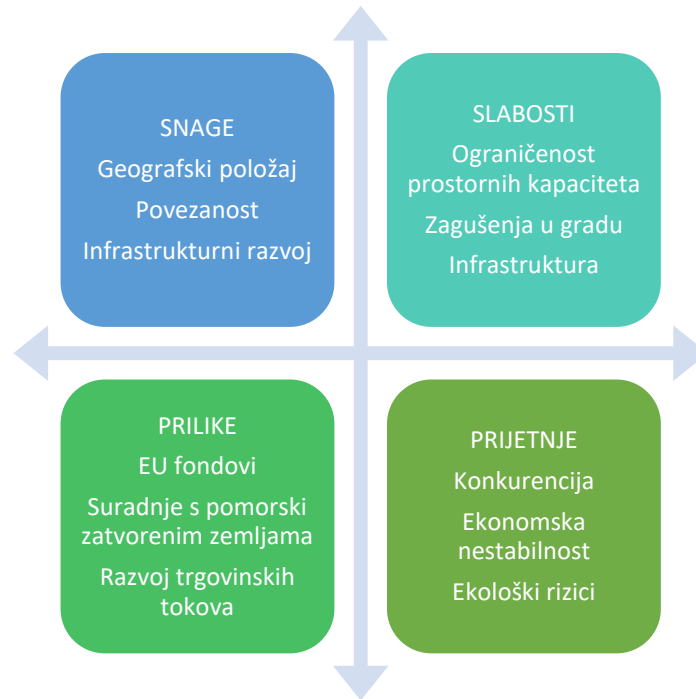 SNAGE
Geografski položaj
Povezanost
Infrastrukturni razvoj
SLABOSTI
Ograničenost
prostornih kapaciteta
Zagušenja u gradu
Infrastruktura
PRILIKE
EU fondovi
Suradnje s pomorski
zatvorenim zemljama
Razvoj trgovinskih
tokova
PRIJETNJE
Konkurencija
Ekonomska
nestabilnost
Ekološki rizici